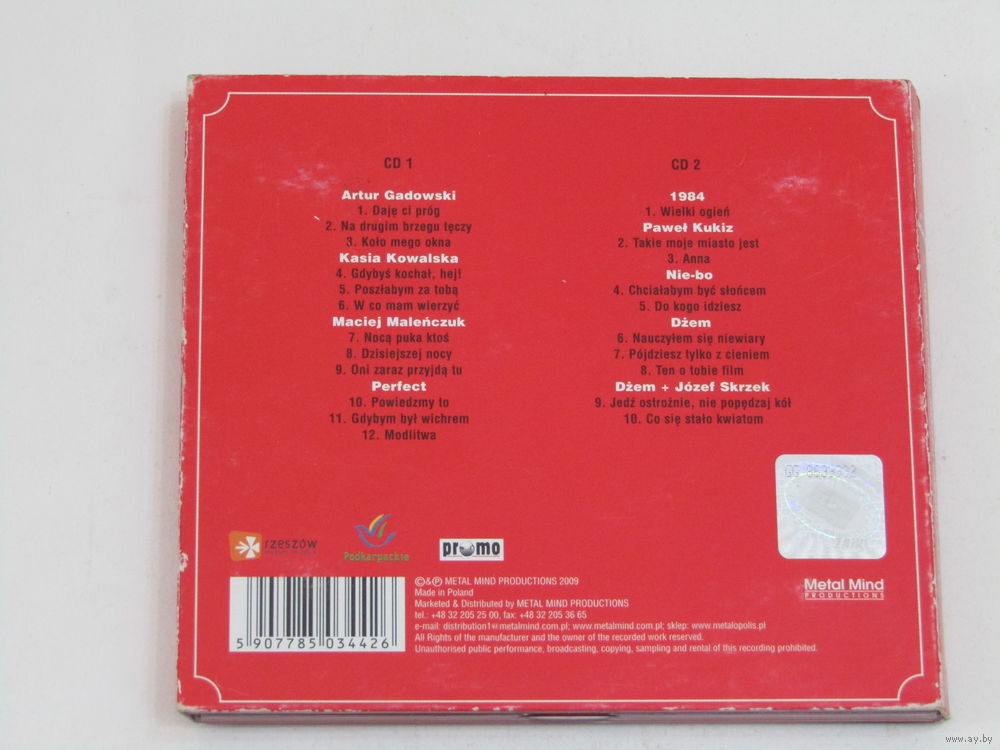 CD 1
Artur Gadowski
1. Daję ci próg
2. Na drugim brzegu tęczy
3. Koło mego okna
Kasia Kowalska
4. Gdybyś kochał, hej!
5. Poszłabym za tobą
6. W co mam wierzyć
Maciej Maleńczuk
7. Nocą puka ktoś
8. Dzisiejszej nocy
9. Oni zaraz przyjdą tu
Perfect
10. Powiedzmy to
11. Gdybym był wichrem
12. Modlitwa
CD 2
1984
1. Wielki ogień
Paweł Kukiz
2. Takie moje miasto jest
3. Anna
Nie-bo
4. Chciałabym być słońcem
5. Do kogo idziesz
Dżem
6. Nauczyłem się niewiary
7. Pójdziesz tylko z cieniem
8. Ten o tobie film
Dżem + Józef Skrzek
9. Jedź ostrożnie, nie popędzaj kół
10. Co się stało kwiatom
rzeszów
Podkarpackie
promo
©&℗ METAL MIND PRODUCTIONS 2009
Made in Poland
Marketed & Distributed by METAL MIND PRODUCTIONS
tel.: +48 32 205 25 00, fax: +48 32 205 36 65
e-mail: distribution1@metalmind.com.pl; www.metalmind.com.pl; sklep: www.metalopolis.pl
All Rights of the manufacturer and the owner of the recorded work reserved.
Unauthorised public performance, broadcasting, copying, sampling and rental of this recording prohibited.
5 907785 034426
Metal Mind
PRODUCTIONS
www.ay.by